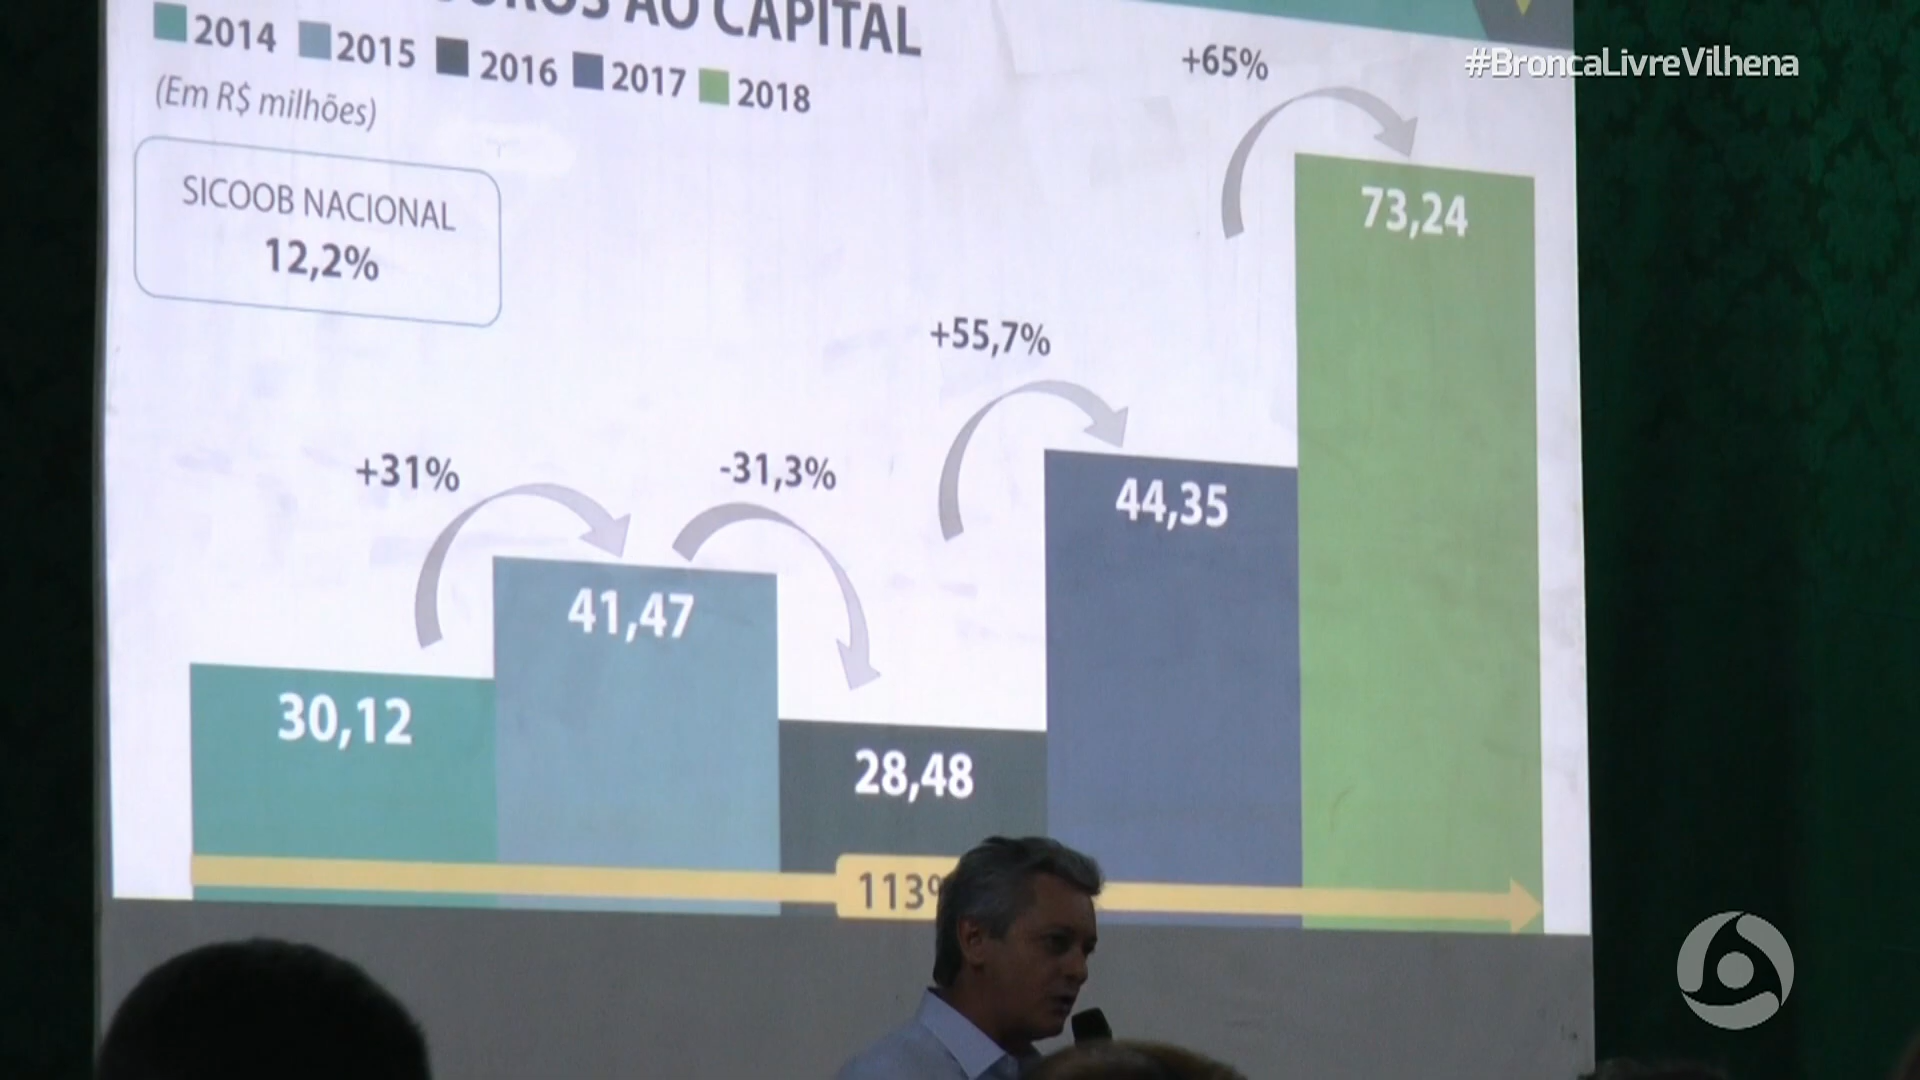 AO CAPITAL
2014 2015 2016 2017 2018
(Em R$ milhões)
SICOOB NACIONAL
12,2%
+31%
-31,3%
+55,7%
+65%
30,12
41,47
28,48
44,35
73,24
113
#BroncaLivreVilhena